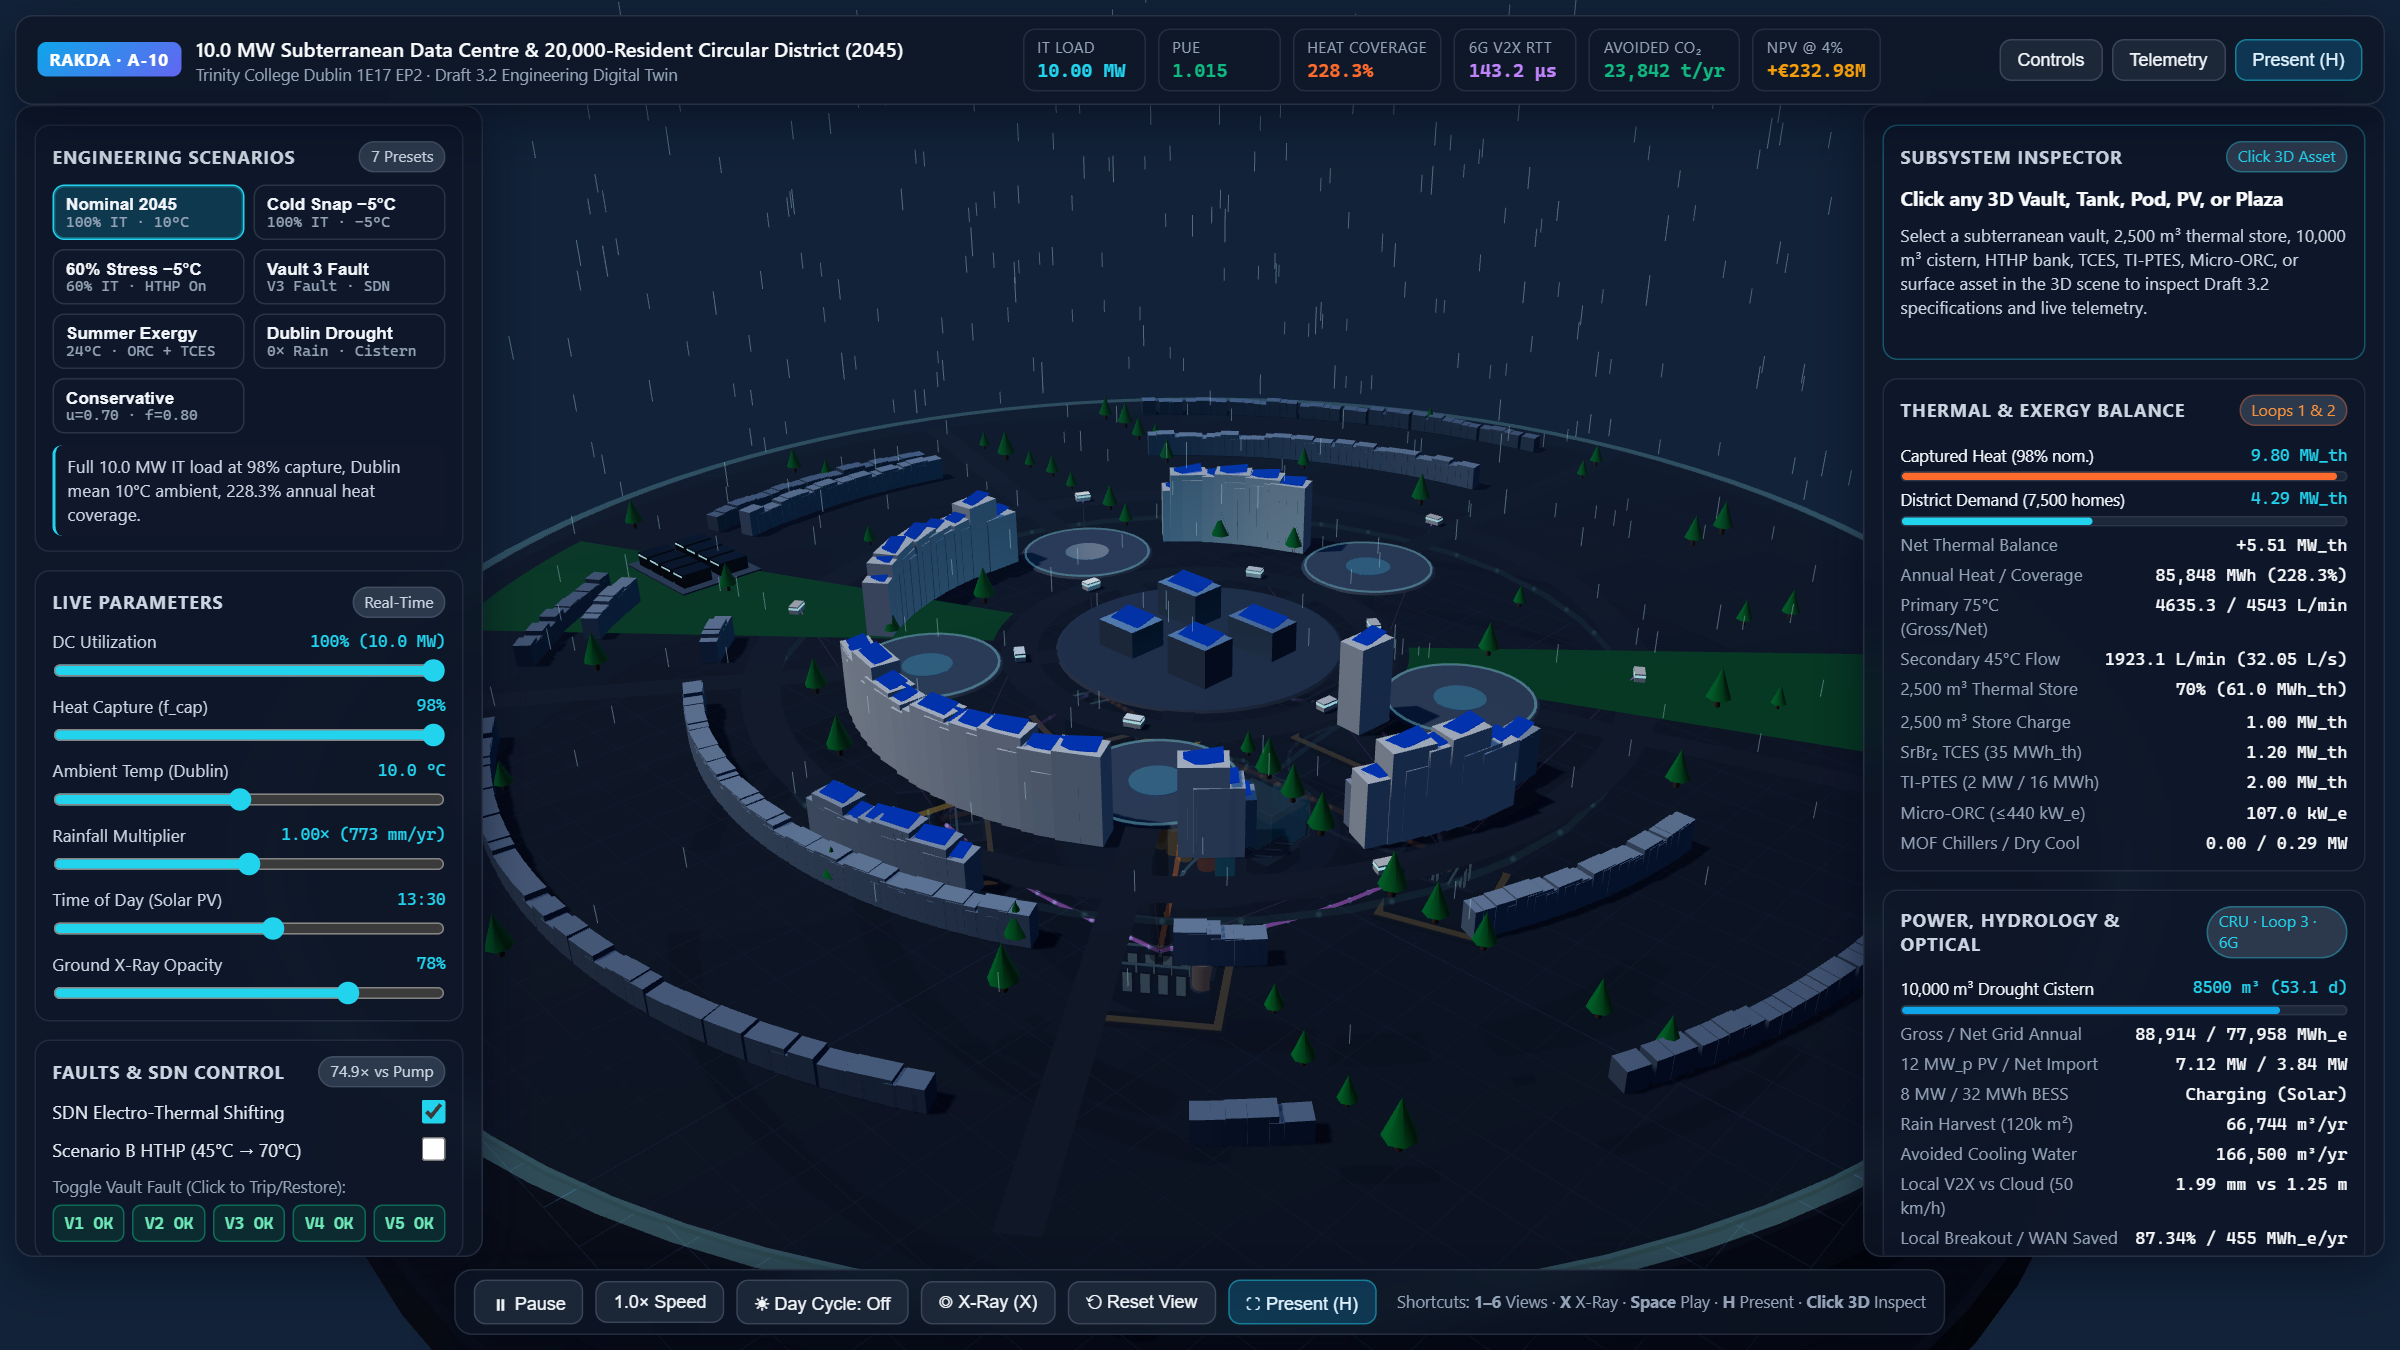 RAKDA · A-10
10.0 MW Subterranean Data Centre & 20,000-Resident Circular District (2045)
Trinity College Dublin 1E17 EP2 · Draft 3.2 Engineering Digital Twin
IT LOAD
10.00 MW
PUE
1.015
HEAT COVERAGE
228.3%
6G V2X RTT
143.2 µs
AVOIDED CO₂
23,842 t/yr
NPV @ 4%
+€232.98M
Controls
Telemetry
Present (H)
ENGINEERING SCENARIOS
7 Presets
Nominal 2045
100% IT · 10°C
Cold Snap −5°C
100% IT · −5°C
60% Stress −5°C
60% IT · HTHP On
Vault 3 Fault
V3 Fault · SDN
Summer Exergy
24°C · ORC + TCES
Dublin Drought
0× Rain · Cistern
Conservative
u=0.70 · f=0.80
Full 10.0 MW IT load at 98% capture, Dublin
mean 10°C ambient, 228.3% annual heat
coverage.
LIVE PARAMETERS
Real-Time
DC Utilization 100% (10.0 MW)
Heat Capture (f_cap) 98%
Ambient Temp (Dublin) 10.0 °C
Rainfall Multiplier 1.00× (773 mm/yr)
Time of Day (Solar PV) 13:30
Ground X-Ray Opacity 78%
FAULTS & SDN CONTROL
74.9× vs Pump
SDN Electro-Thermal Shifting
Scenario B HTHP (45°C → 70°C)
Toggle Vault Fault (Click to Trip/Restore):
V1 OK V2 OK V3 OK V4 OK V5 OK
SUBSYSTEM INSPECTOR
Click 3D Asset
Click any 3D Vault, Tank, Pod, PV, or Plaza
Select a subterranean vault, 2,500 m³ thermal store, 10,000
m³ cistern, HTHP bank, TCES, TI-PTES, Micro-ORC, or
surface asset in the 3D scene to inspect Draft 3.2
specifications and live telemetry.
THERMAL & EXERGY BALANCE
Loops 1 & 2
Captured Heat (98% nom.) 9.80 MW_th
District Demand (7,500 homes) 4.29 MW_th
Net Thermal Balance +5.51 MW_th
Annual Heat / Coverage 85,848 MWh (228.3%)
Primary 75°C 4635.3 / 4543 L/min
(Gross/Net)
Secondary 45°C Flow 1923.1 L/min (32.05 L/s)
2,500 m³ Thermal Store 70% (61.0 MWh_th)
2,500 m³ Store Charge 1.00 MW_th
SrBr₂ TCES (35 MWh_th) 1.20 MW_th
TI-PTES (2 MW / 16 MWh) 2.00 MW_th
Micro-ORC (≤440 kW_e) 107.0 kW_e
MOF Chillers / Dry Cool 0.00 / 0.29 MW
POWER, HYDROLOGY &
OPTICAL
CRU · Loop 3 ·
6G
10,000 m³ Drought Cistern 8500 m³ (53.1 d)
Gross / Net Grid Annual 88,914 / 77,958 MWh_e
12 MW_p PV / Net Import 7.12 MW / 3.84 MW
8 MW / 32 MWh BESS Charging (Solar)
Rain Harvest (120k m²) 66,744 m³/yr
Avoided Cooling Water 166,500 m³/yr
Local V2X vs Cloud (50 1.99 mm vs 1.25 m
km/h)
Local Breakout / WAN Saved 87.34% / 455 MWh_e/yr
⏸ Pause
1.0× Speed
☀ Day Cycle: Off
◎ X-Ray (X)
Reset View
⛶ Present (H)
Shortcuts: 1–6 Views · X X-Ray · Space Play · H Present · Click 3D Inspect